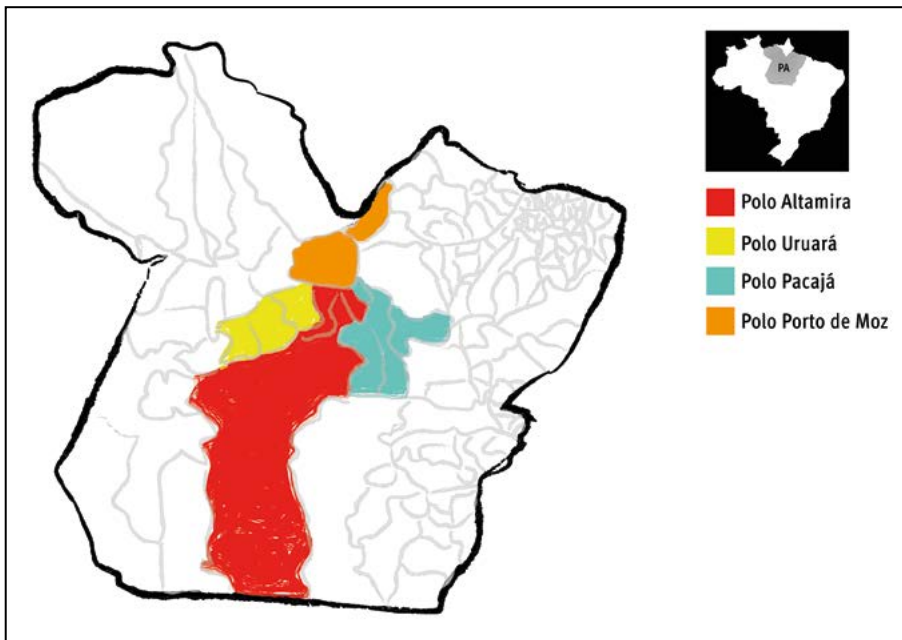 PA
Polo Altamira
Polo Uruará
Polo Pacajá
Polo Porto de Moz